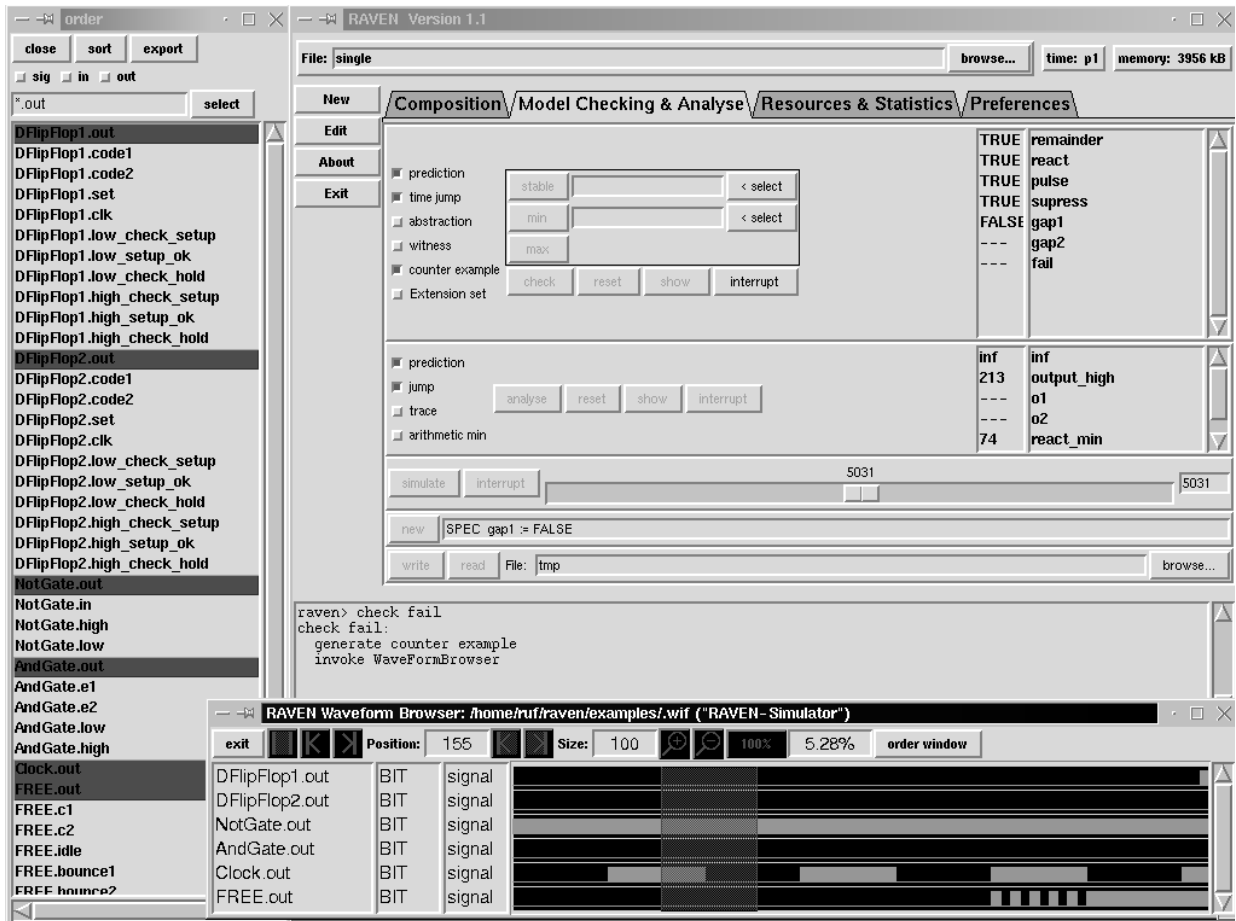 order
close sort export
sig in out
*.out select
DFlipFlop1.out
DFlipFlop1.code1
DFlipFlop1.code2
DFlipFlop1.set
DFlipFlop1.clk
DFlipFlop1.low_check_setup
DFlipFlop1.low_setup_ok
DFlipFlop1.low_check_hold
DFlipFlop1.high_check_setup
DFlipFlop1.high_setup_ok
DFlipFlop1.high_check_hold
DFlipFlop2.out
DFlipFlop2.code1
DFlipFlop2.code2
DFlipFlop2.set
DFlipFlop2.clk
DFlipFlop2.low_check_setup
DFlipFlop2.low_setup_ok
DFlipFlop2.low_check_hold
DFlipFlop2.high_check_setup
DFlipFlop2.high_setup_ok
DFlipFlop2.high_check_hold
NotGate.out
NotGate.in
NotGate.high
NotGate.low
AndGate.out
AndGate.e1
AndGate.e2
AndGate.low
AndGate.high
Clock.out
FREE.out
FREE.c1
FREE.c2
FREE.idle
FREE.bounce1
FREE.bounce2
RAVEN Version 1.1
File: single browse... time: p1 memory: 3956 kB
New
Edit
About
Exit
Composition Model Checking & Analyse Resources & Statistics Preferences
prediction
time jump
abstraction
witness
counter example
Extension set
stable < select
min < select
max
check reset show interrupt
TRUE remainder
TRUE react
TRUE pulse
TRUE supress
FALSE gap1
--- gap2
--- fail
prediction
jump
trace
arithmetic min
analyse reset show interrupt
inf inf
213 output_high
--- o1
--- o2
74 react_min
5031
simulate interrupt 5031
new SPEC gap1 := FALSE
write read File: tmp browse...
raven> check fail
check fail:
generate counter example
invoke WaveFormBrowser
RAVEN Waveform Browser: /home/ruf/raven/examples/.wif ("RAVEN-Simulator")
exit Position: 155 Size: 100 100% 5.28% order window
DFlipFlop1.out BIT signal
DFlipFlop2.out BIT signal
NotGate.out BIT signal
AndGate.out BIT signal
Clock.out BIT signal
FREE.out BIT signal